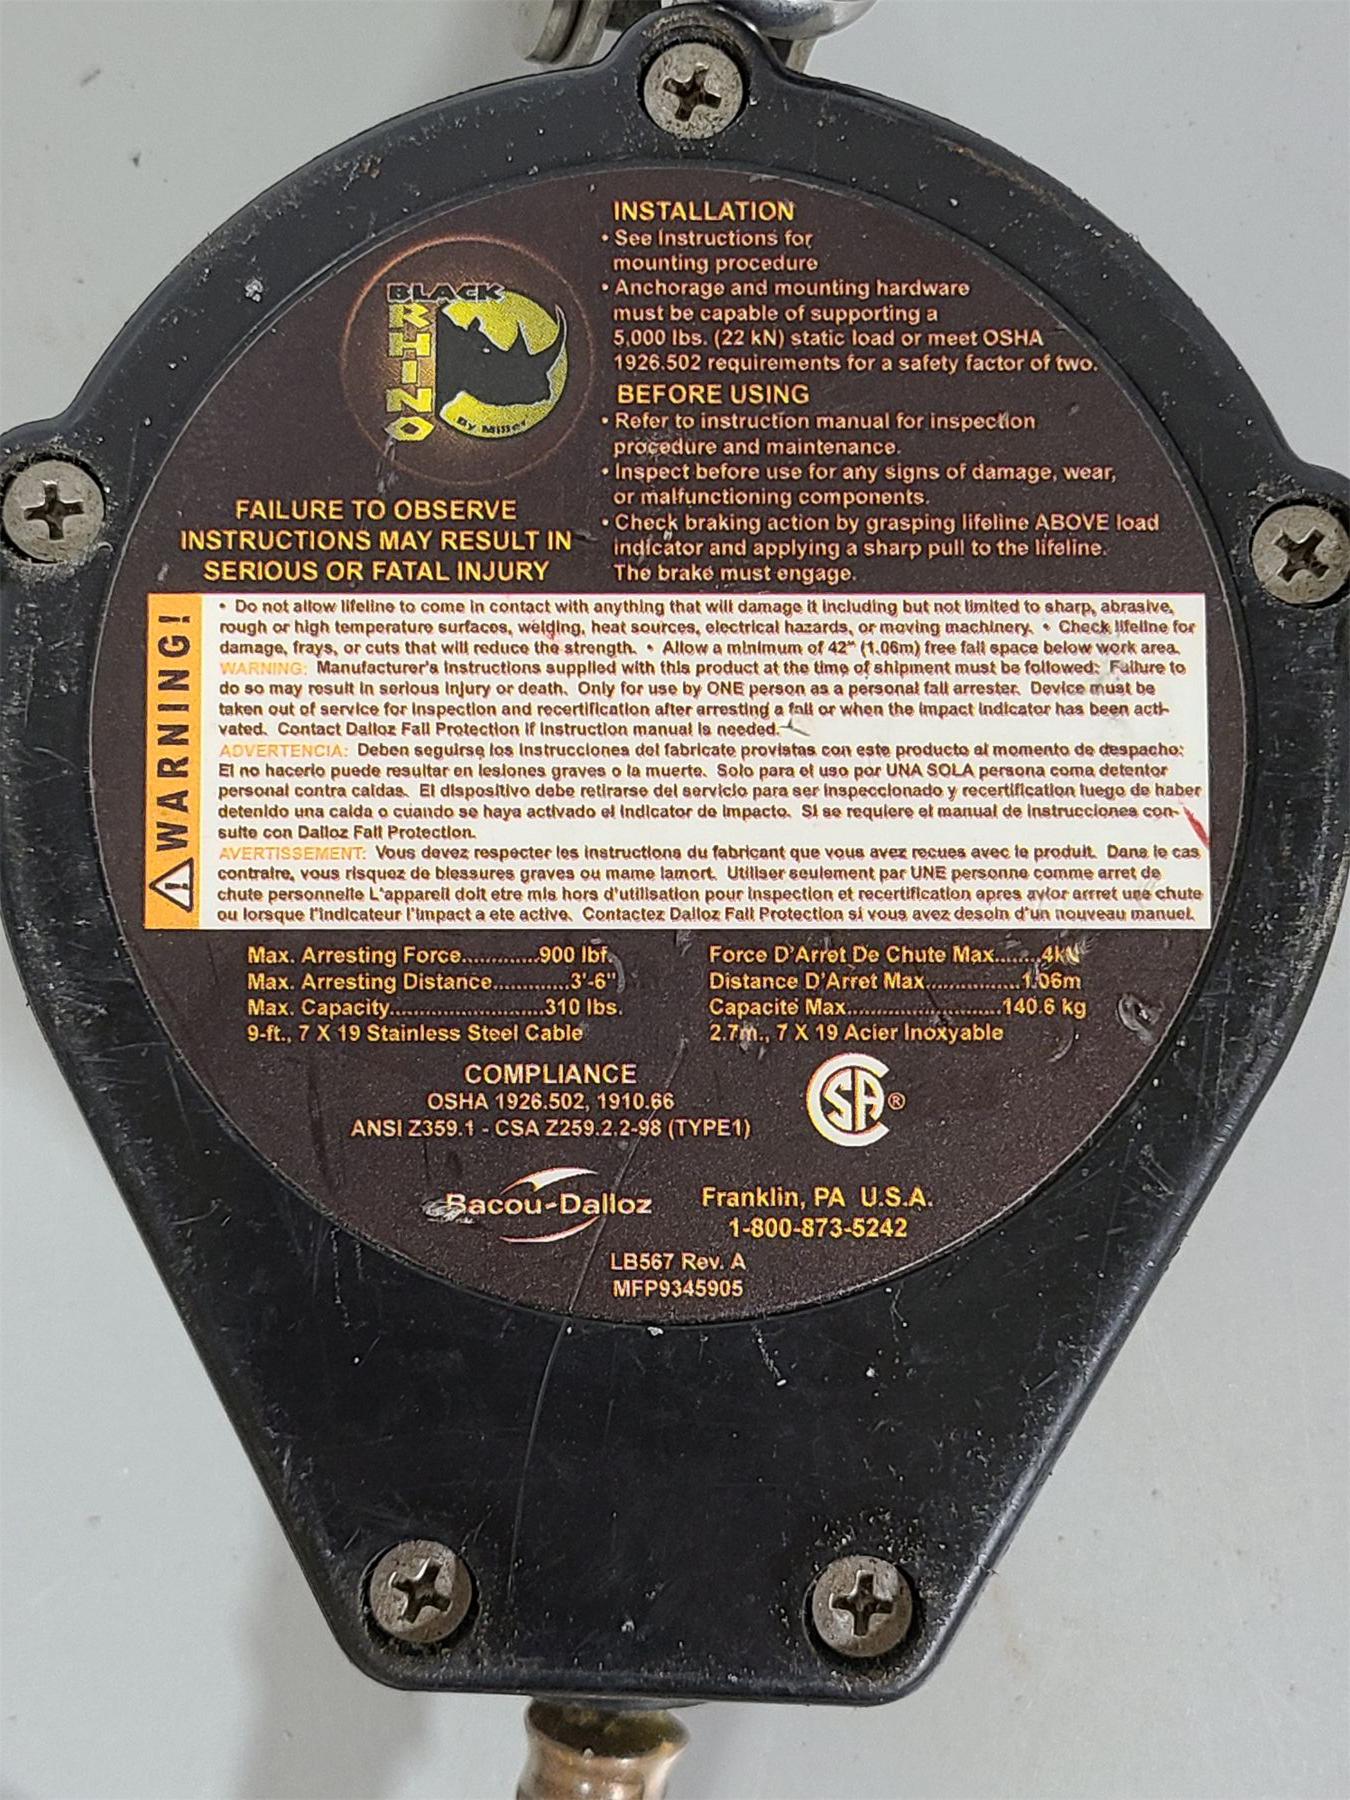 BLACK
RHINO
By Miller
FAILURE TO OBSERVE
INSTRUCTIONS MAY RESULT IN
SERIOUS OR FATAL INJURY
INSTALLATION
• See Instructions for
mounting procedure
• Anchorage and mounting hardware
must be capable of supporting a
5,000 lbs. (22 kN) static load or meet OSHA
1926.502 requirements for a safety factor of two.
BEFORE USING
• Refer to instruction manual for inspection
procedure and maintenance.
• Inspect before use for any signs of damage, wear,
or malfunctioning components.
• Check braking action by grasping lifeline ABOVE load
indicator and applying a sharp pull to the lifeline.
The brake must engage.
WARNING!
• Do not allow lifeline to come in contact with anything that will damage it including but not limited to sharp, abrasive,
rough or high temperature surfaces, welding, heat sources, electrical hazards, or moving machinery. • Check lifeline for
damage, frays, or cuts that will reduce the strength. • Allow a minimum of 42" (1.06m) free fall space below work area.
WARNING: Manufacturer's instructions supplied with this product at the time of shipment must be followed: Failure to
do so may result in serious injury or death. Only for use by ONE person as a personal fall arrester. Device must be
taken out of service for inspection and recertification after arresting a fall or when the impact indicator has been acti-
vated. Contact Dalloz Fall Protection if instruction manual is needed.
ADVERTENCIA: Deben seguirse los instrucciones del fabricate provistas con este producto al momento de despacho:
El no hacerlo puede resultar en lesiones graves o la muerte. Solo para el uso por UNA SOLA persona coma detentor
personal contra caidas. El dispositivo debe retirarse del servicio para ser inspeccionado y recertification luego de haber
detenido una caida o cuando se haya activado el indicator de impacto. Si se requiere el manual de instrucciones con-
sulte con Dalloz Fall Protection.
AVERTISSEMENT: Vous devez respecter les instructions du fabricant que vous avez recues avec le produit. Dans le cas
contraire, vous risquez de blessures graves ou mame lamort. Utiliser seulement par UNE personne comme arret de
chute personnelle L'appareil doit etre mis hors d'utilisation pour inspection et recertification apres avior arrret une chute
ou lorsque l'indicateur l'impact a ete active. Contactez Dalloz Fall Protection si vous avez desoin d'un nouveau manuel.
Max. Arresting Force.............900 lbf.
Max. Arresting Distance.............3'-6"
Max. Capacity..........................310 lbs.
9-ft., 7 X 19 Stainless Steel Cable
Force D'Arret De Chute Max........4kN
Distance D'Arret Max................1.06m
Capacité Max..........................140.6 kg
2.7m., 7 X 19 Acier Inoxyable
COMPLIANCE
OSHA 1926.502, 1910.66
ANSI Z359.1 - CSA Z259.2.2-98 (TYPE1)
CSA ®
Bacou-Dalloz
Franklin, PA U.S.A.
1-800-873-5242
LB567 Rev. A
MFP9345905